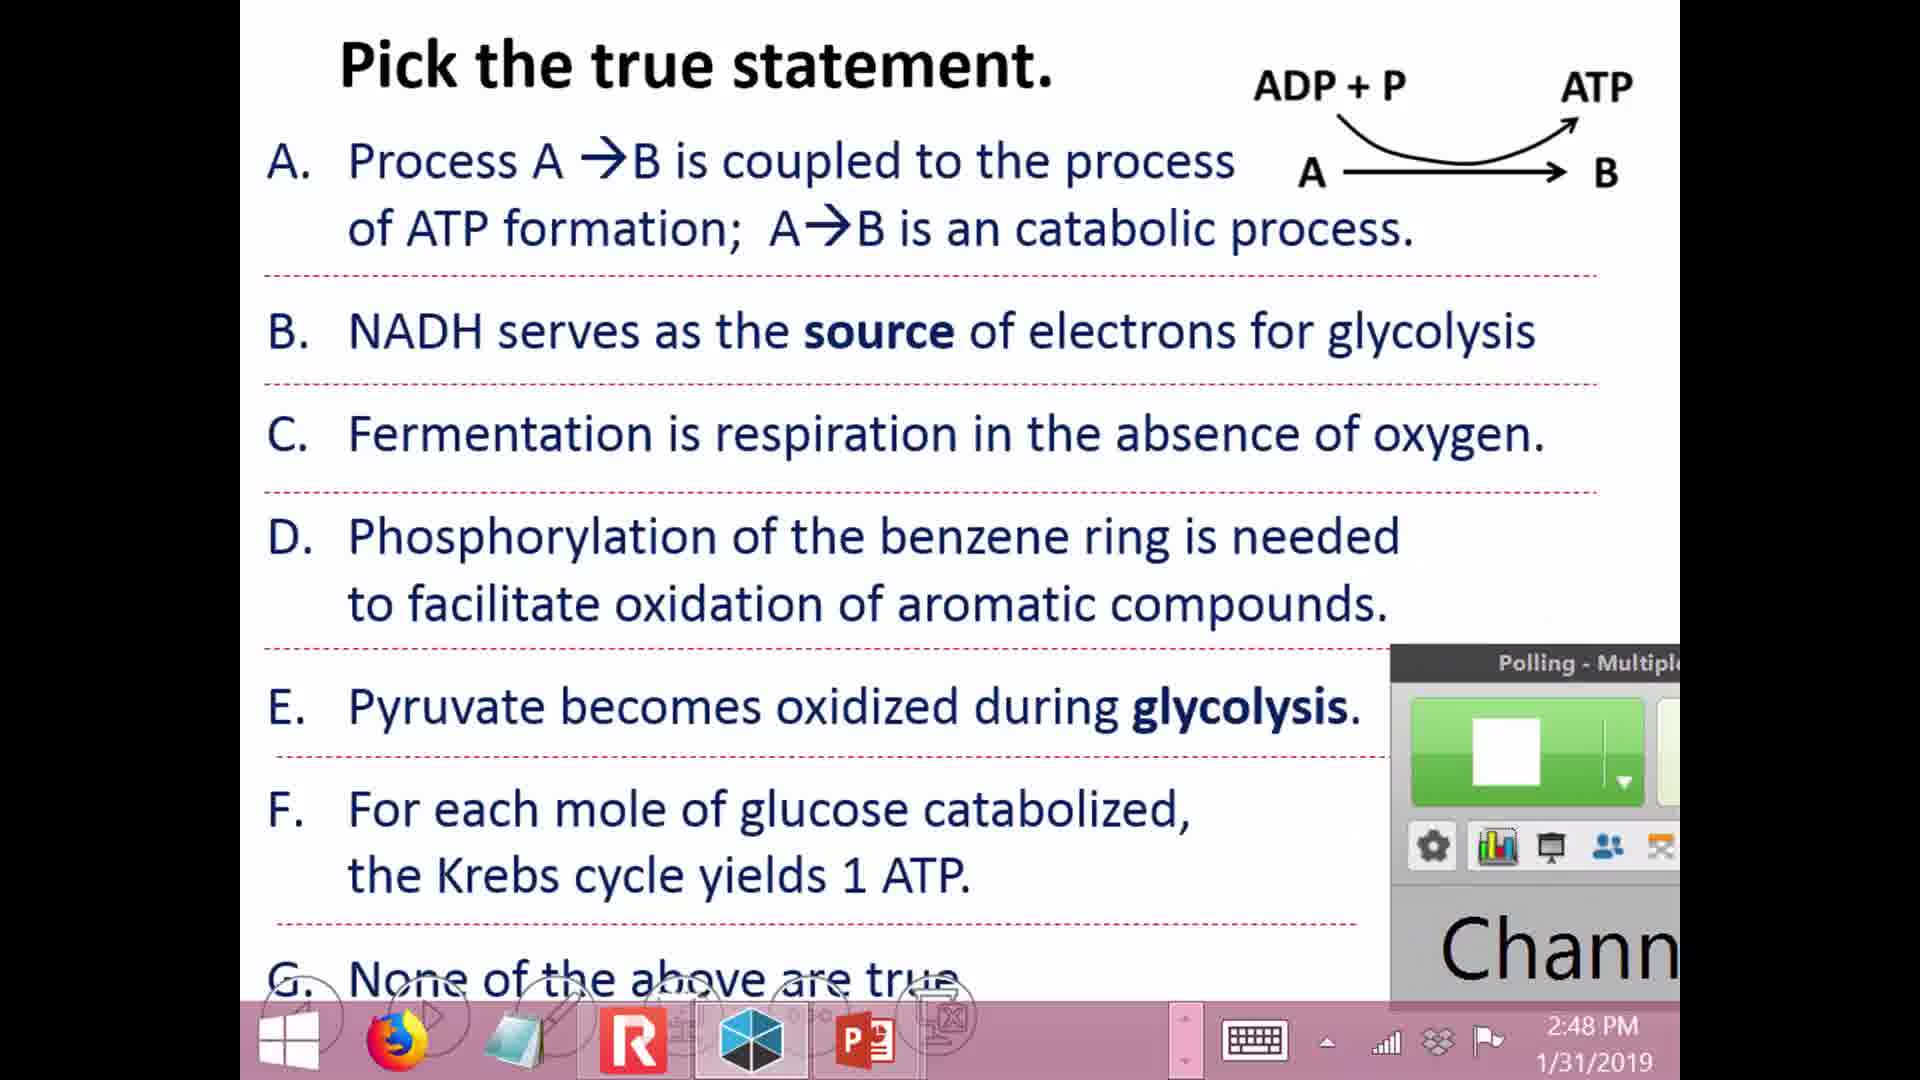 Pick the true statement.
ADP + P ATP
A. Process A →B is coupled to the process
A B
of ATP formation; A→B is an catabolic process.
B. NADH serves as the source of electrons for glycolysis
C. Fermentation is respiration in the absence of oxygen.
D. Phosphorylation of the benzene ring is needed
to facilitate oxidation of aromatic compounds.
E. Pyruvate becomes oxidized during glycolysis.
F. For each mole of glucose catabolized,
the Krebs cycle yields 1 ATP.
G. None of the above are true
Polling - Multiple
Chann
2:48 PM
1/31/2019